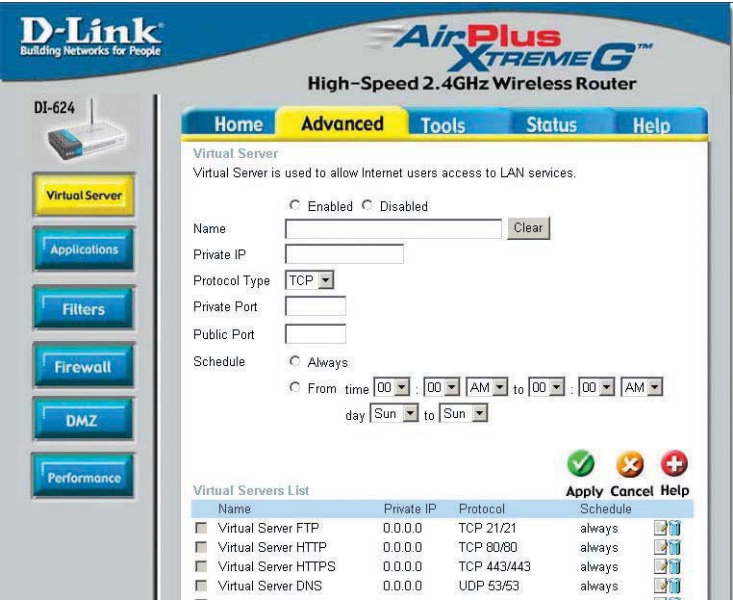 D-Link
Building Networks for People
AirPlus
XTREME G™
High-Speed 2.4GHz Wireless Router
DI-624
Home Advanced Tools Status Help
Virtual Server
Virtual Server is used to allow Internet users access to LAN services.
Virtual Server
Enabled Disabled
Name Clear
Applications
Private IP
Protocol Type TCP
Filters
Private Port
Public Port
Firewall
Schedule Always
From time 00 : 00 AM to 00 : 00 AM
day Sun to Sun
DMZ
Performance
Apply Cancel Help
Virtual Servers List
Name Private IP Protocol Schedule
Virtual Server FTP 0.0.0.0 TCP 21/21 always
Virtual Server HTTP 0.0.0.0 TCP 80/80 always
Virtual Server HTTPS 0.0.0.0 TCP 443/443 always
Virtual Server DNS 0.0.0.0 UDP 53/53 always